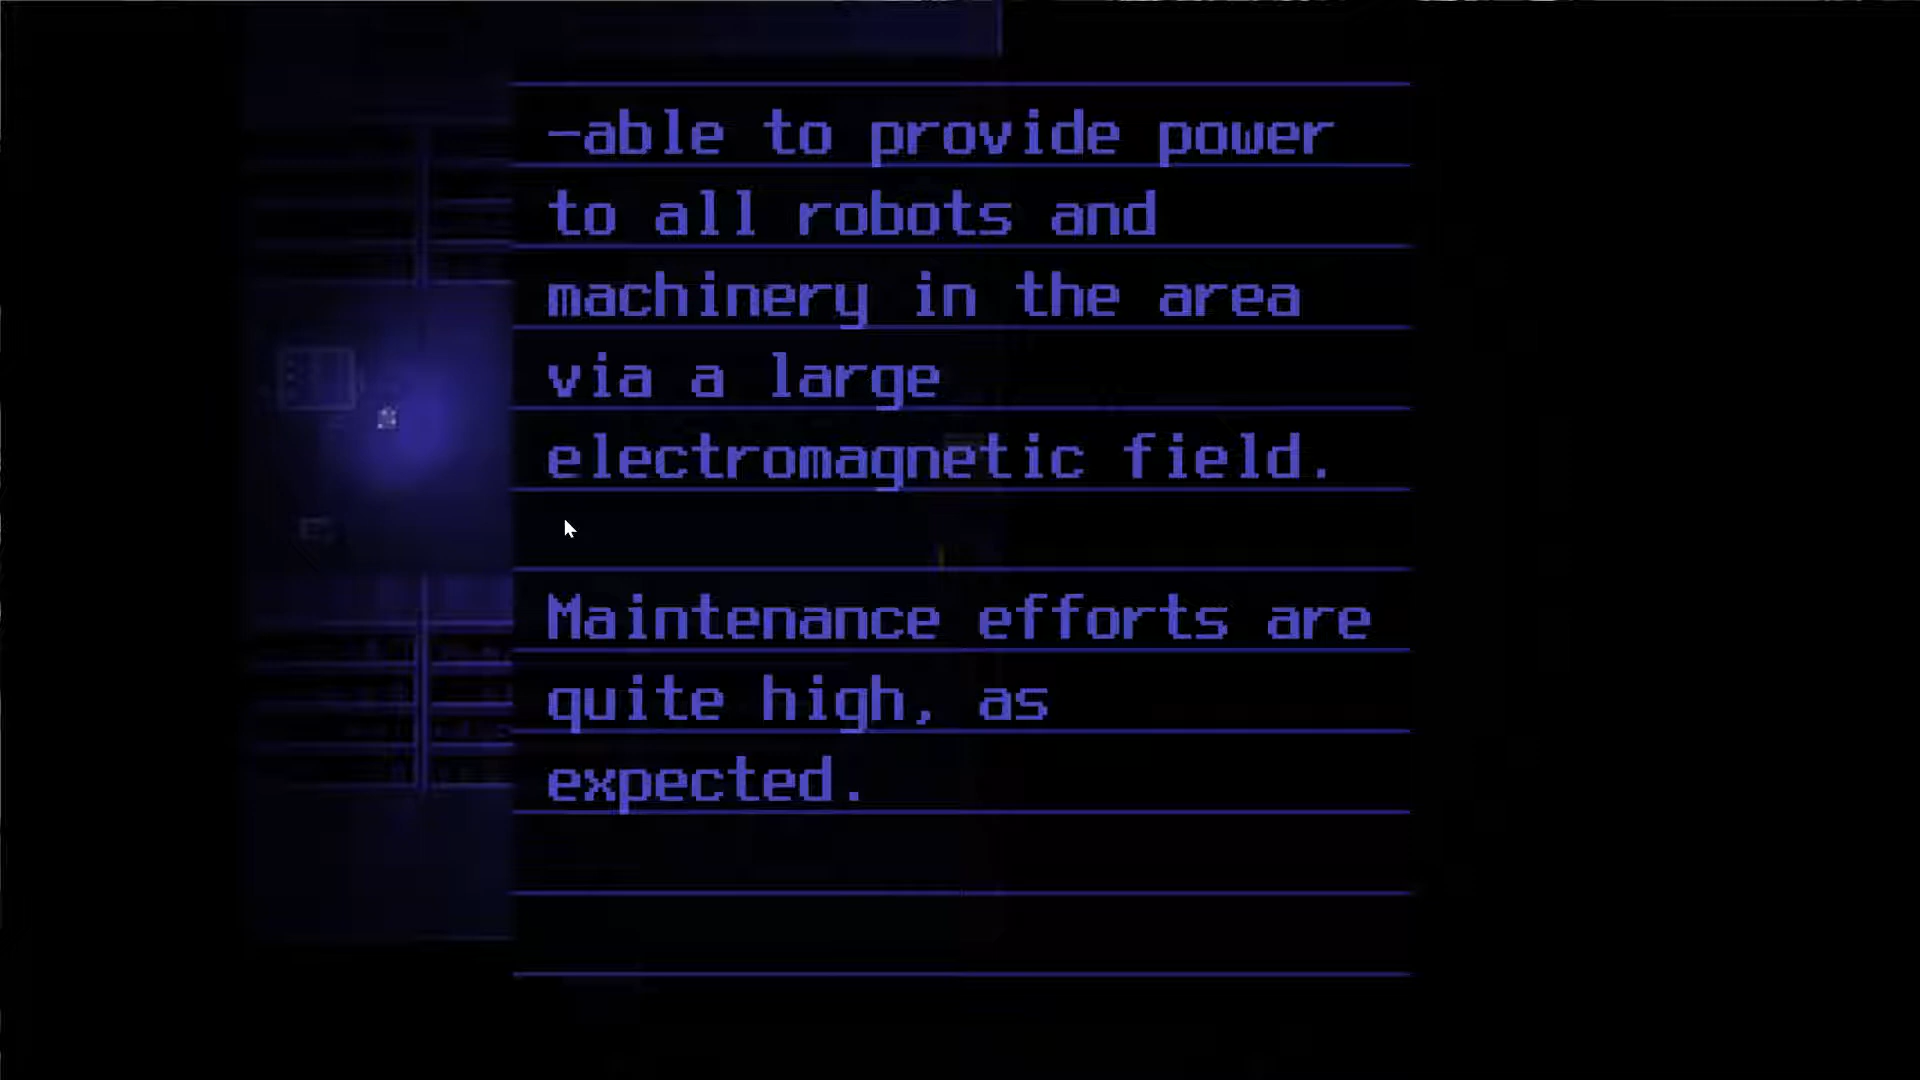 -able to provide power
to all robots and
machinery in the area
via a large
electromagnetic field.
Maintenance efforts are
quite high, as
expected.